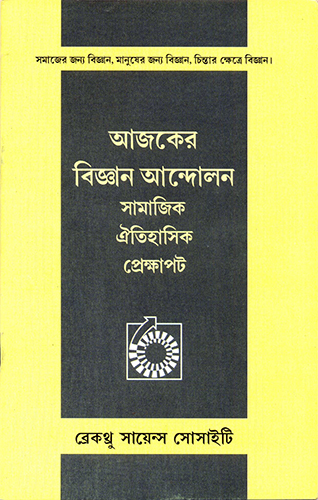 সমাজের জন্য বিজ্ঞান, মানুষের জন্য বিজ্ঞান, চিন্তার ক্ষেত্রে বিজ্ঞান।
আজকের
বিজ্ঞান আন্দোলন
সামাজিক
ঐতিহাসিক
প্রেক্ষাপট
ব্রেকথ্রু সায়েন্স সোসাইটি